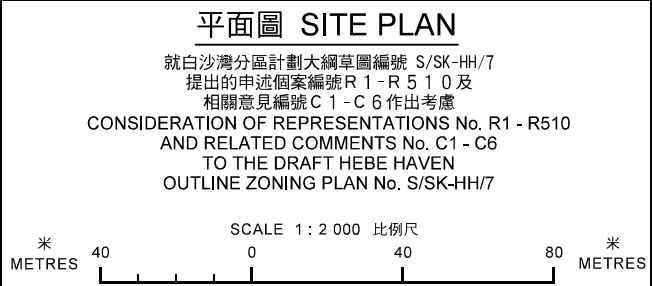 平面圖 SITE PLAN
就白沙灣分區計劃大綱草圖編號 S/SK-HH/7
提出的申述個案編號R1-R510及
相關意見編號C1-C6作出考慮
CONSIDERATION OF REPRESENTATIONS No. R1 - R510
AND RELATED COMMENTS No. C1 - C6
TO THE DRAFT HEBE HAVEN
OUTLINE ZONING PLAN No. S/SK-HH/7
SCALE 1 : 2 000 比例尺
米 METRES 40 0 40 80 米 METRES